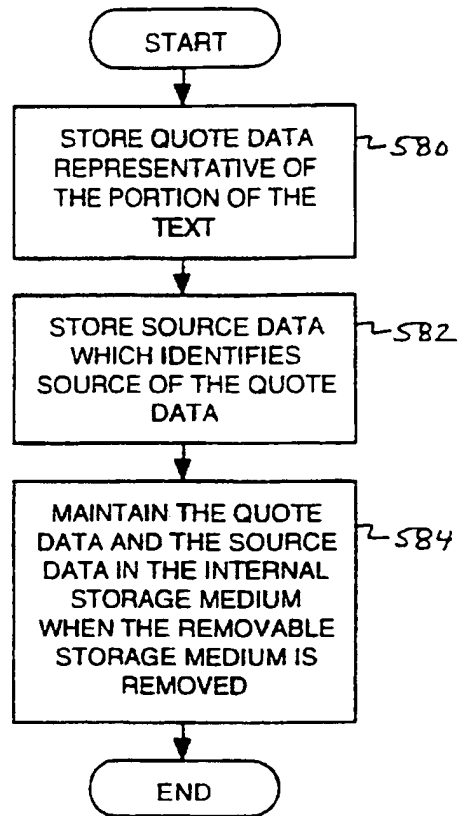 START
STORE QUOTE DATA
REPRESENTATIVE OF
THE PORTION OF THE
TEXT
580
STORE SOURCE DATA
WHICH IDENTIFIES
SOURCE OF THE QUOTE
DATA
582
MAINTAIN THE QUOTE
DATA AND THE SOURCE
DATA IN THE INTERNAL
STORAGE MEDIUM
WHEN THE REMOVABLE
STORAGE MEDIUM IS
REMOVED
584
END